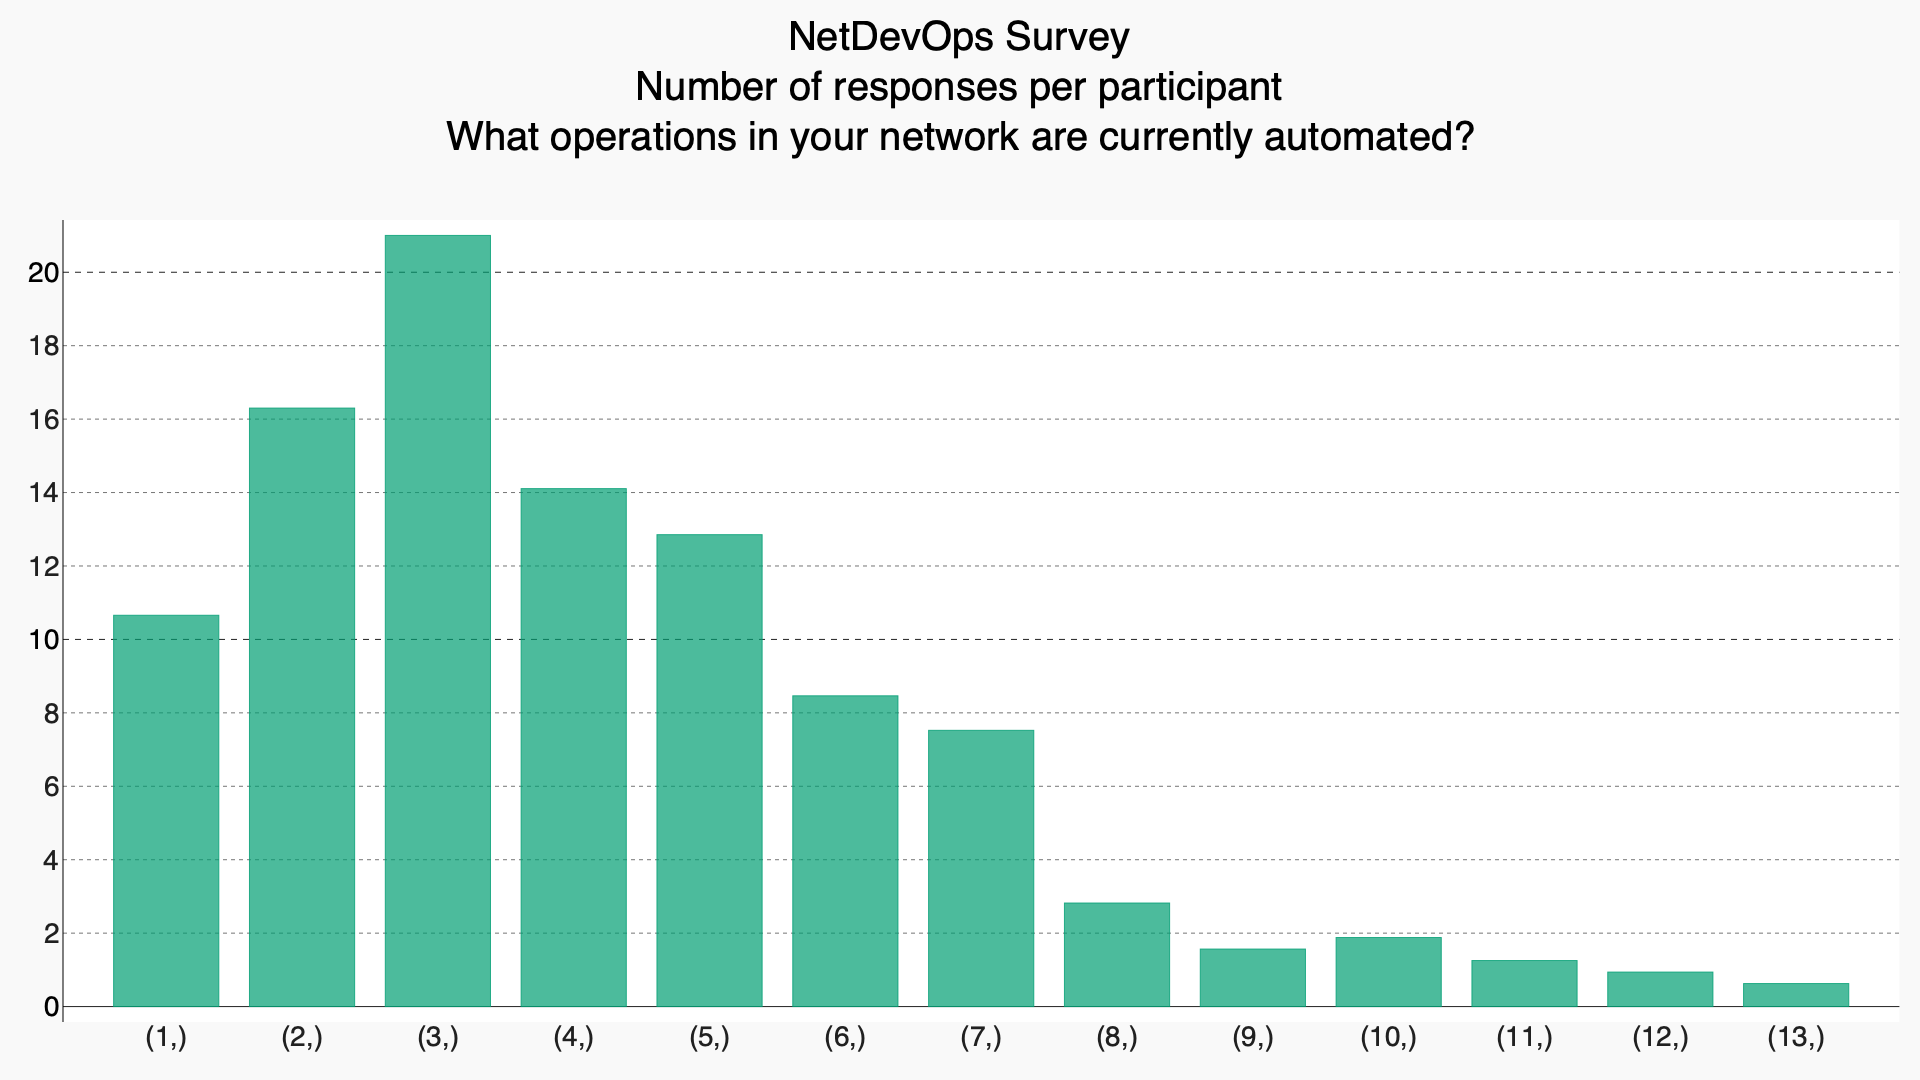 NetDevOps Survey
Number of responses per participant
What operations in your network are currently automated?
20
18
16
14
12
10
8
6
4
2
0
(1,) (2,) (3,) (4,) (5,) (6,) (7,) (8,) (9,) (10,) (11,) (12,) (13,)